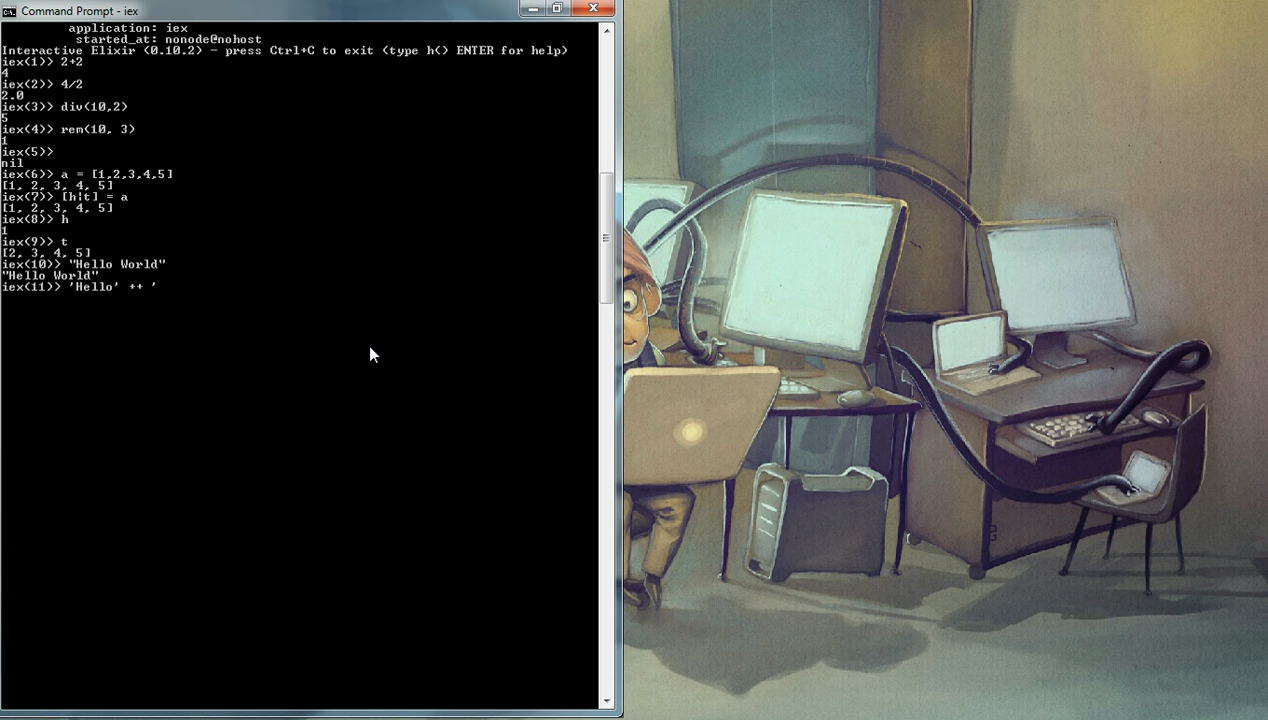 Command Prompt - iex
application: iex
started_at: nonode@nohost
Interactive Elixir (0.10.2) - press Ctrl+C to exit (type h() ENTER for help)
iex(1)> 2+2
4
iex(2)> 4/2
2.0
iex(3)> div(10,2)
5
iex(4)> rem(10, 3)
1
iex(5)>
nil
iex(6)> a = [1,2,3,4,5]
[1, 2, 3, 4, 5]
iex(7)> [h|t] = a
[1, 2, 3, 4, 5]
iex(8)> h
1
iex(9)> t
[2, 3, 4, 5]
iex(10)> "Hello World"
"Hello World"
iex(11)> 'Hello' ++ '